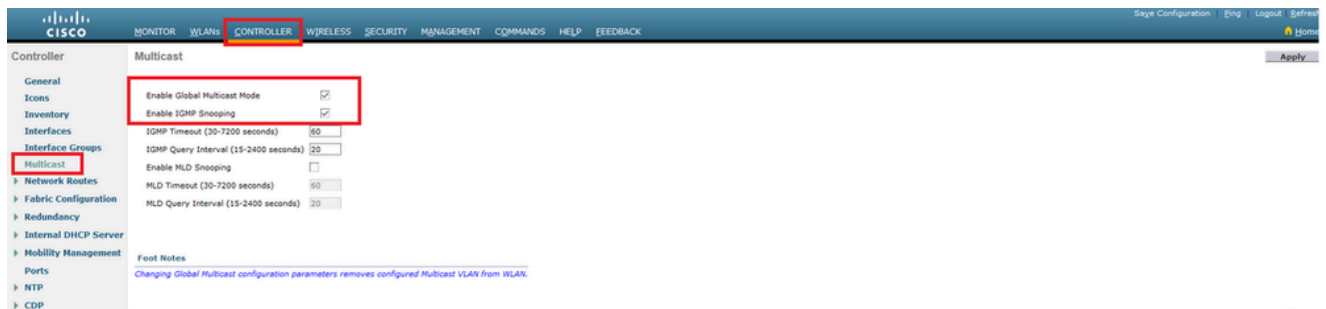 Save Configuration | Ping | Logout | Refresh
CISCO MONITOR WLANs CONTROLLER WIRELESS SECURITY MANAGEMENT COMMANDS HELP FEEDBACK Home
Controller Multicast Apply
General
Icons Enable Global Multicast Mode
Inventory Enable IGMP Snooping
Interfaces IGMP Timeout (30-7200 seconds) 60
Interface Groups IGMP Query Interval (15-2400 seconds) 20
Multicast Enable MLD Snooping
Network Routes MLD Timeout (30-7200 seconds) 60
Fabric Configuration MLD Query Interval (15-2400 seconds) 20
Redundancy
Internal DHCP Server
Mobility Management Foot Notes
Ports Changing Global Multicast configuration parameters removes configured Multicast VLAN from WLAN.
NTP
CDP